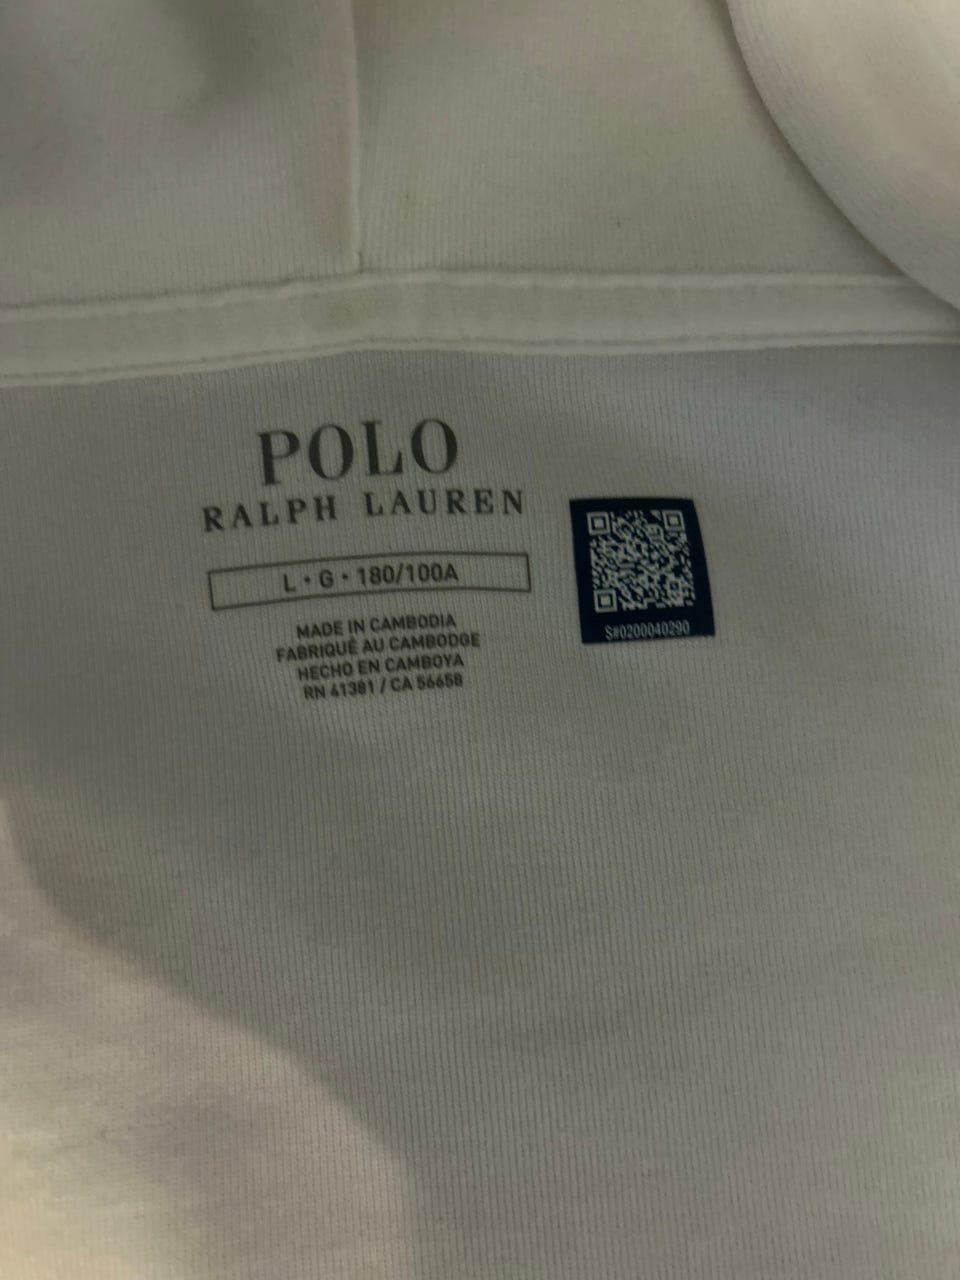 POLO
RALPH LAUREN
L • G • 180/100A
MADE IN CAMBODIA
FABRIQUÉ AU CAMBODGE
HECHO EN CAMBOYA
RN 41381 / CA 56658
S#0200040290